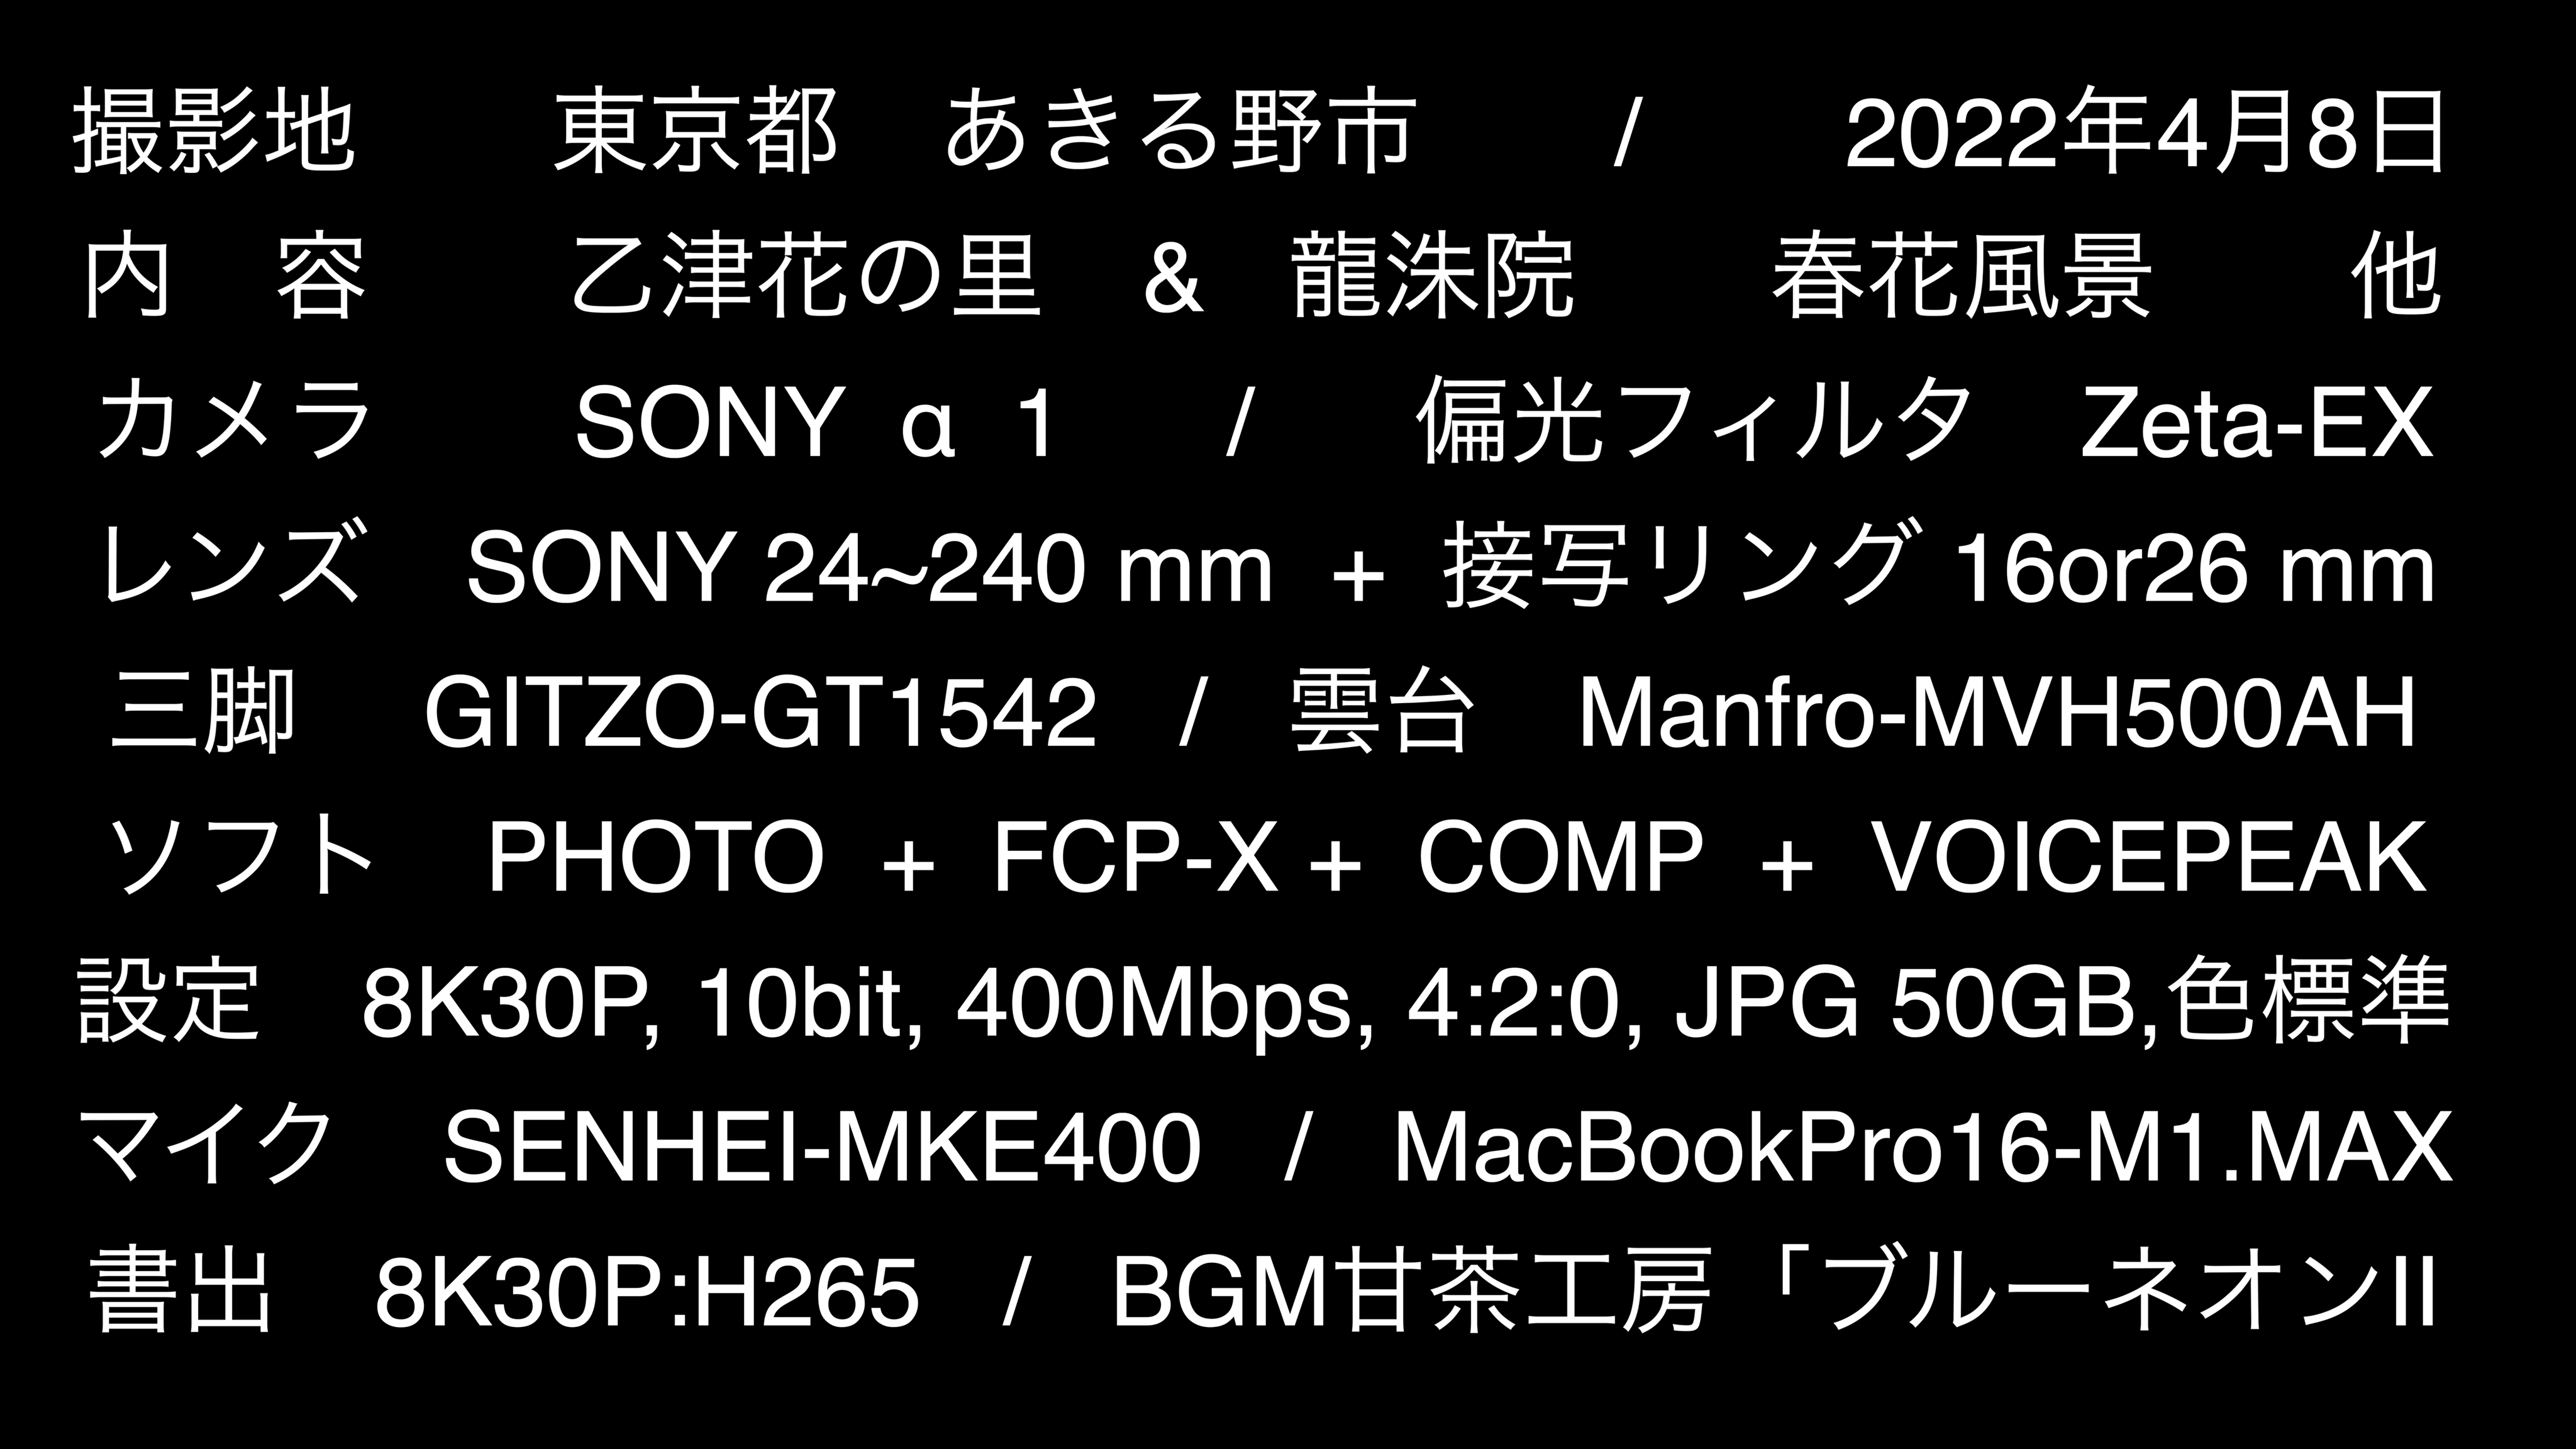 撮影地　東京都　あきる野市　/　2022年4月8日
内　容　乙津花の里　&　龍洙院　春花風景　他
カメラ　SONY α 1　/　偏光フィルタ　Zeta-EX
レンズ　SONY 24~240 mm + 接写リング 16or26 mm
三脚　GITZO-GT1542　/　雲台　Manfro-MVH500AH
ソフト　PHOTO + FCP-X + COMP + VOICEPEAK
設定　8K30P, 10bit, 400Mbps, 4:2:0, JPG 50GB,色標準
マイク　SENHEI-MKE400　/　MacBookPro16-M1.MAX
書出　8K30P:H265　/　BGM甘茶工房「ブルーネオンII